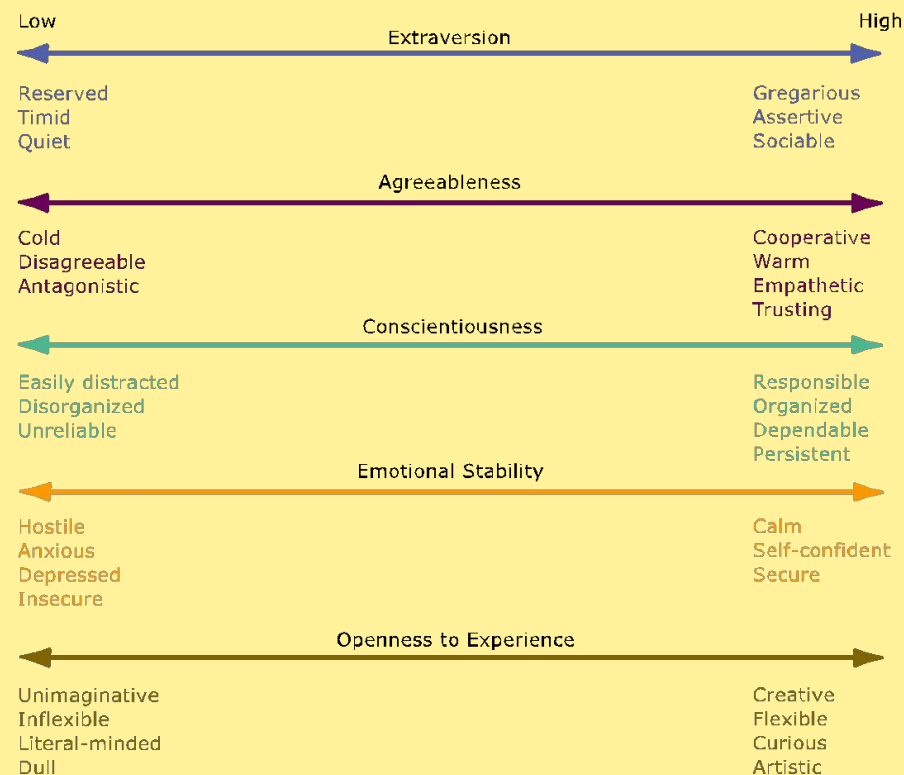 Low High
Extraversion
Reserved Gregarious
Timid Assertive
Quiet Sociable
Agreeableness
Cold Cooperative
Disagreeable Warm
Antagonistic Empathetic
Trusting
Conscientiousness
Easily distracted Responsible
Disorganized Organized
Unreliable Dependable
Persistent
Emotional Stability
Hostile Calm
Anxious Self-confident
Depressed Secure
Insecure
Openness to Experience
Unimaginative Creative
Inflexible Flexible
Literal-minded Curious
Dull Artistic